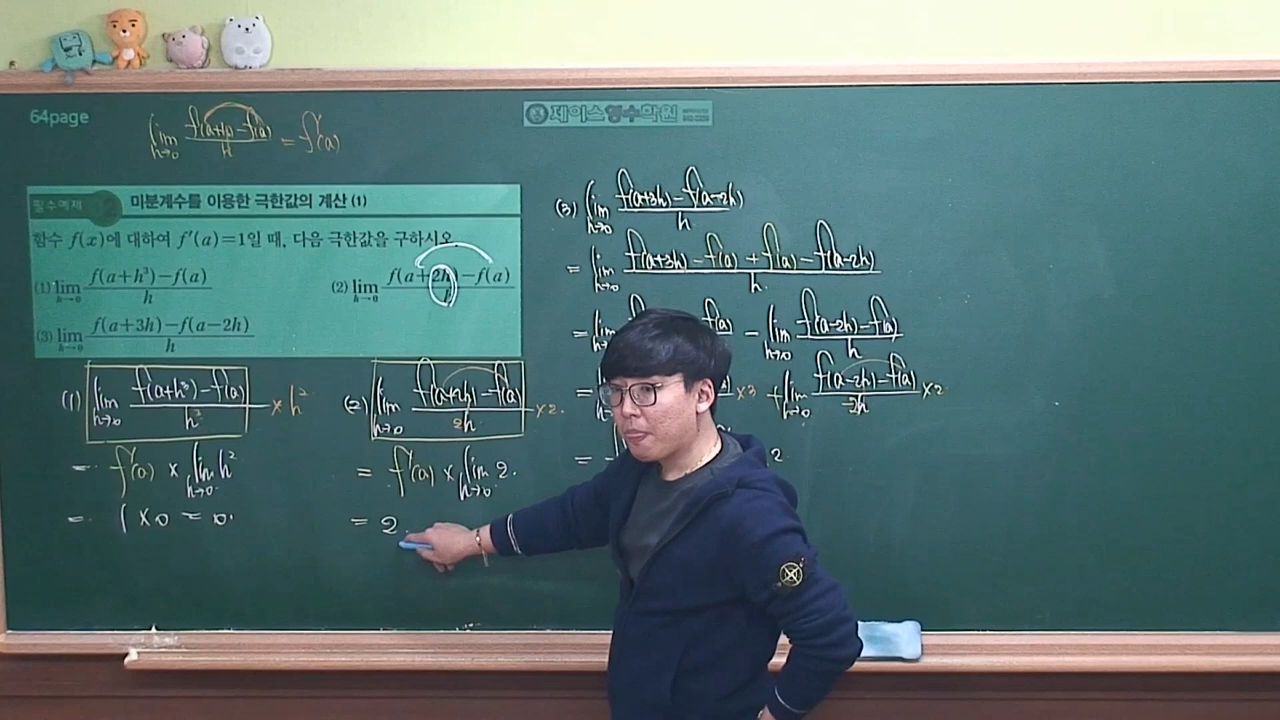 64page
제이스영수학원
lim h→0 f(a+h)-f(a) / h = f'(a)
필수예제 미분계수를 이용한 극한값의 계산 (1)
함수 f(x)에 대하여 f'(a)=1일 때, 다음 극한값을 구하시오.
(1) lim h→0 f(a+h³)-f(a) / h
(2) lim h→0 f(a+2h)-f(a) / h
(3) lim h→0 f(a+3h)-f(a-2h) / h
(1) lim h→0 f(a+h³)-f(a) / h³ × h²
= f'(a) × lim h→0 h²
= 1 × 0 = 0.
(2) lim h→0 f(a+2h)-f(a) / 2h × 2.
= f'(a) × lim h→0 2.
= 2.
(3) lim h→0 f(a+3h)-f(a-2h) / h
= lim h→0 f(a+3h)-f(a)+f(a)-f(a-2h) / h.
= lim f(a) - lim h→0 f(a-2h)-f(a) / h
= lim ×3 + lim h→0 f(a-2h)-f(a) / -2h ×2
= 2